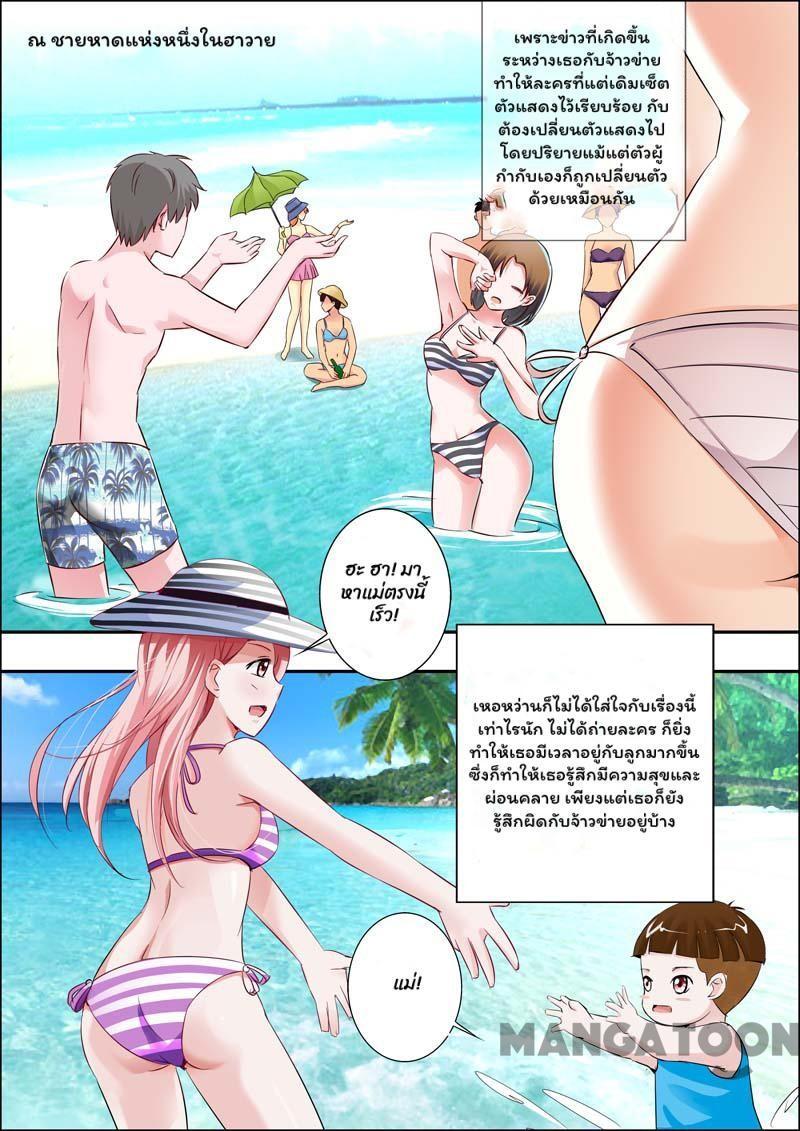 ณ ชายหาดแห่งหนึ่งในฮาวาย
เพราะข่าวที่เกิดขึ้น
ระหว่างเธอกับจ้าวข่าย
ทำให้ละครที่แต่เดิมเซ็ต
ตัวแสดงไว้เรียบร้อย กับ
ต้องเปลี่ยนตัวแสดงไป
โดยปริยายแม้แต่ตัวผู้
กำกับเองก็ถูกเปลี่ยนตัว
ด้วยเหมือนกัน
ฮะ ฮา! มา
หาแม่ตรงนี้
เร็ว!
เหอหว่านก็ไม่ได้ใส่ใจกับเรื่องนี้
เท่าไรนัก ไม่ได้ถ่ายละคร ก็ยิ่ง
ทำให้เธอมีเวลาอยู่กับลูกมากขึ้น
ซึ่งก็ทำให้เธอรู้สึกมีความสุขและ
ผ่อนคลาย เพียงแต่เธอก็ยัง
รู้สึกผิดกับจ้าวข่ายอยู่บ้าง
แม่!
MANGATOON